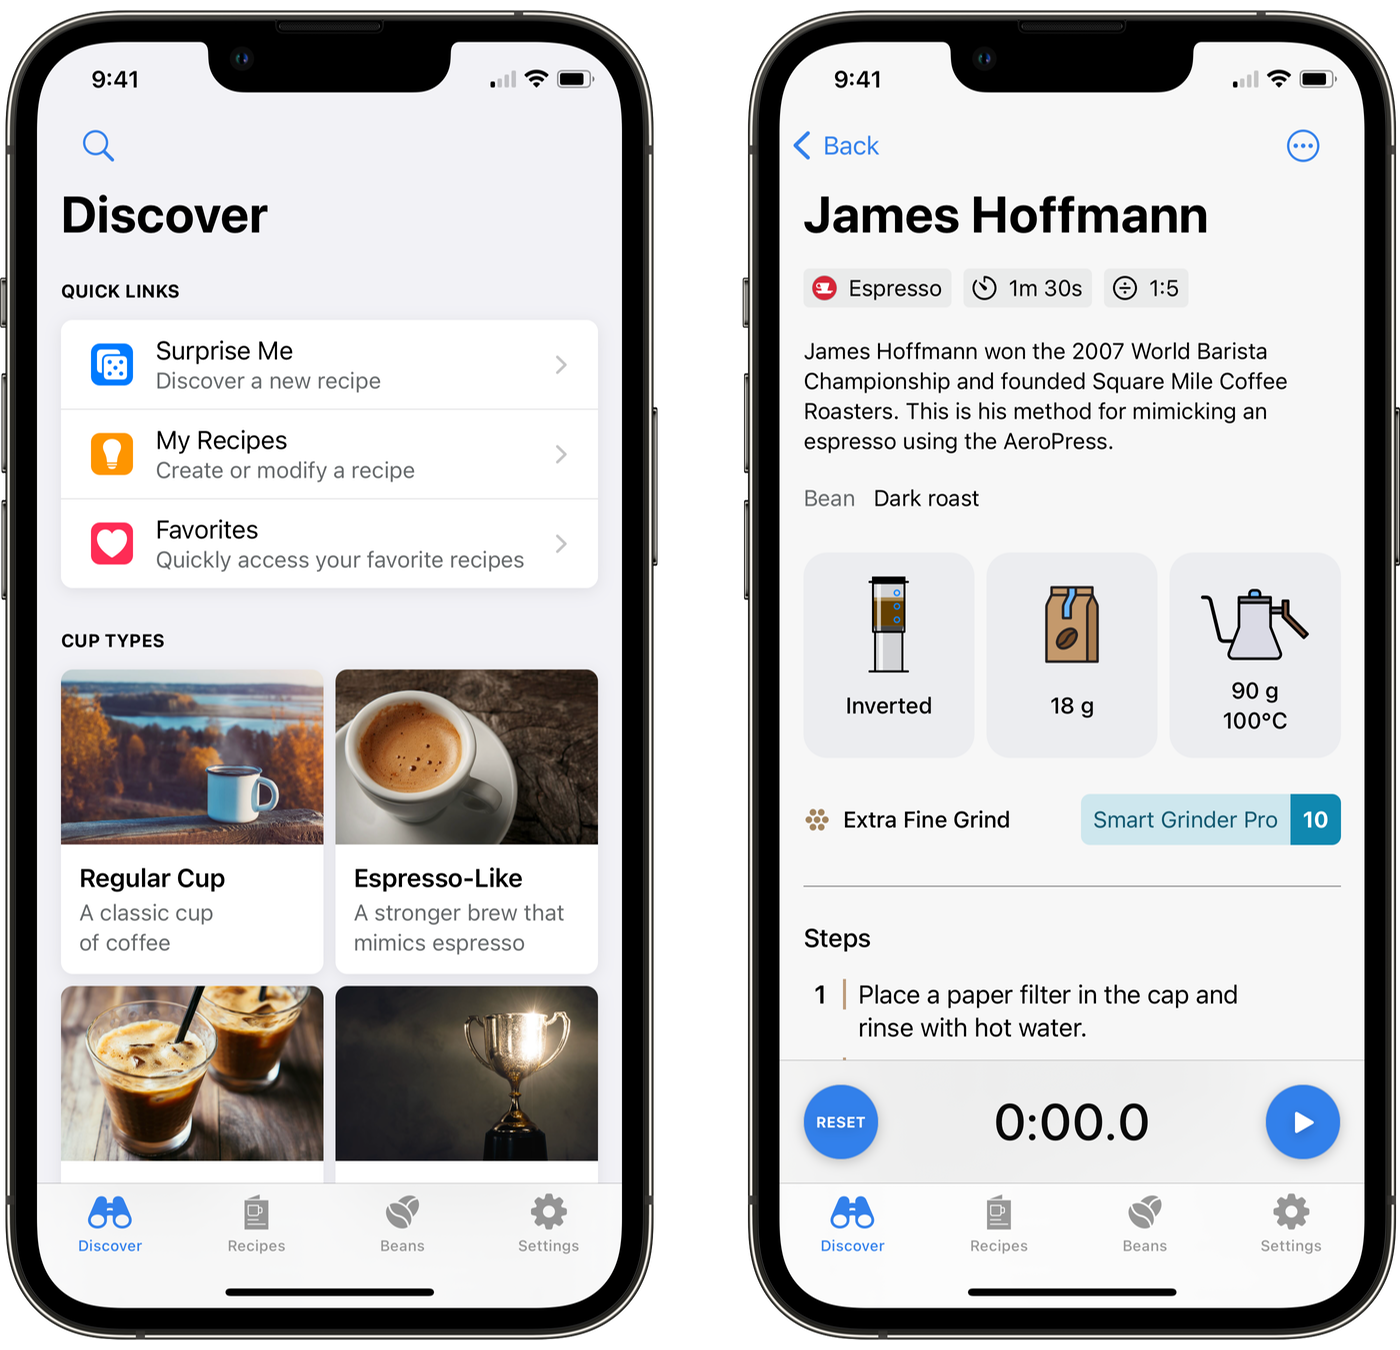 9:41
Discover
QUICK LINKS
Surprise Me
Discover a new recipe
My Recipes
Create or modify a recipe
Favorites
Quickly access your favorite recipes
CUP TYPES
Regular Cup
A classic cup
of coffee
Espresso-Like
A stronger brew that
mimics espresso
Discover
Recipes
Beans
Settings
9:41
Back
James Hoffmann
Espresso
1m 30s
1:5
James Hoffmann won the 2007 World Barista
Championship and founded Square Mile Coffee
Roasters. This is his method for mimicking an
espresso using the AeroPress.
Bean Dark roast
Inverted
18 g
90 g
100°C
Extra Fine Grind
Smart Grinder Pro 10
Steps
1 Place a paper filter in the cap and
rinse with hot water.
RESET
0:00.0
Discover
Recipes
Beans
Settings